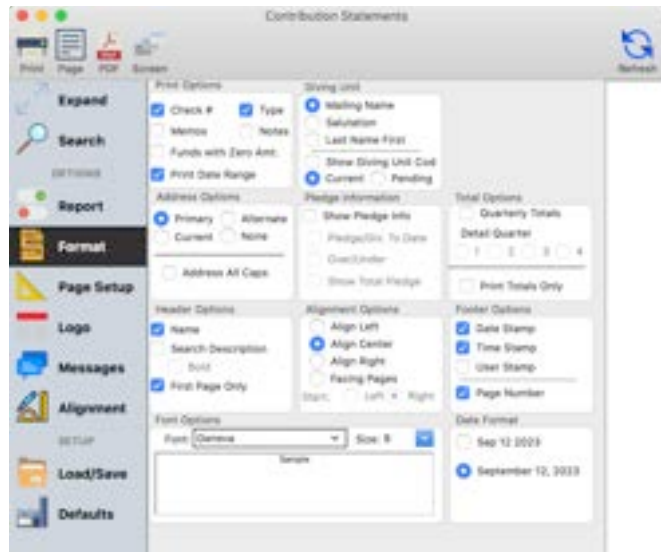 Contribution Statements
Print Page PDF Screen
Refresh
Expand
Search
OPTIONS
Report
Format
Page Setup
Logo
Messages
Alignment
SETUP
Load/Save
Defaults
Print Options
Check # Type
Memos Notes
Funds with Zero Amt.
Print Date Range
Giving Unit
Mailing Name
Salutation
Last Name First
Show Giving Unit Cod
Current Pending
Address Options
Primary Alternate
Current None
Address All Caps
Pledge Information
Show Pledge Info
Pledge/Giv. To Date
Over/Under
Show Total Pledge
Total Options
Quarterly Totals
Detail Quarter
1 2 3 4
Print Totals Only
Header Options
Name
Search Description
Bold
First Page Only
Alignment Options
Align Left
Align Center
Align Right
Facing Pages
Start: Left Right
Footer Options
Date Stamp
Time Stamp
User Stamp
Page Number
Font Options
Font: Geneva Size:
Sample
Date Format
Sep 12 2023
September 12, 2023